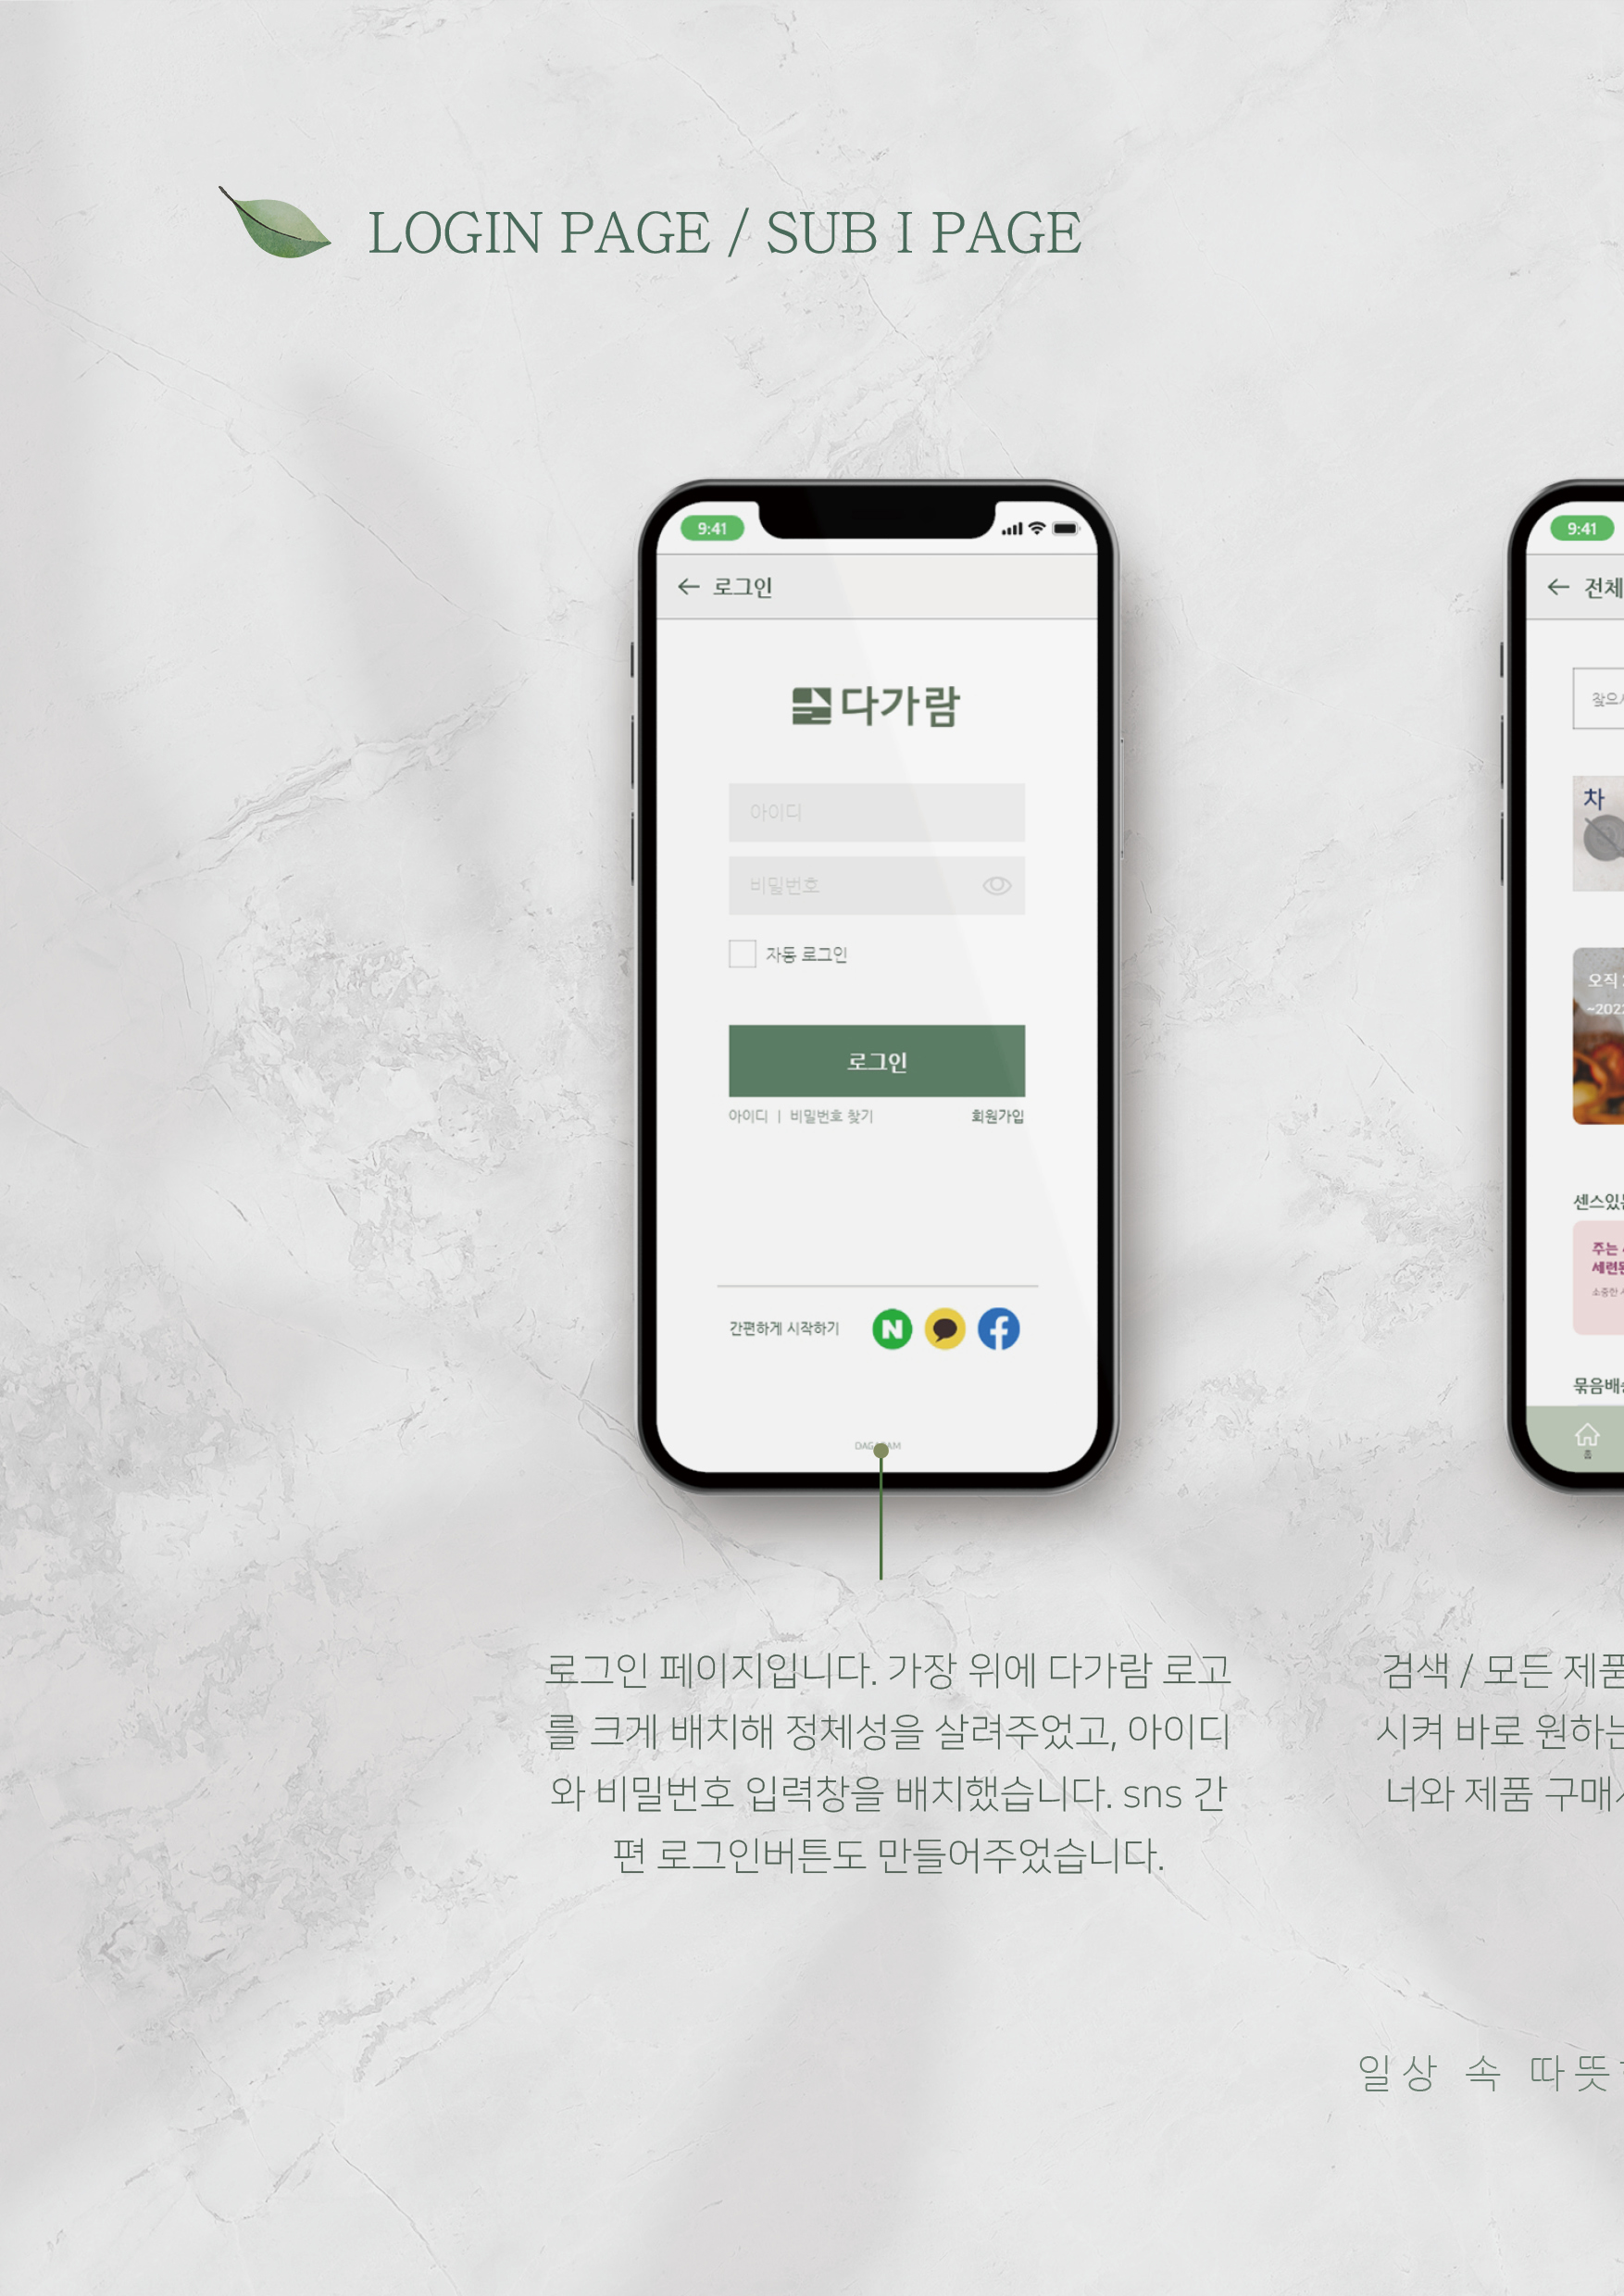 LOGIN PAGE / SUB I PAGE
9:41
로그인
다가람
아이디
비밀번호
자동 로그인
로그인
아이디 | 비밀번호 찾기
회원가입
간편하게 시작하기
N
로그인 페이지입니다. 가장 위에 다가람 로고
를 크게 배치해 정체성을 살려주었고, 아이디
와 비밀번호 입력창을 배치했습니다. sns 간
편 로그인버튼도 만들어주었습니다.
9:41
전체
차
오직
~202
센스있
주는
세련된
소중한
묶음배
홈
검색 / 모든 제품
시켜 바로 원하는
너와 제품 구매
일상 속 따뜻